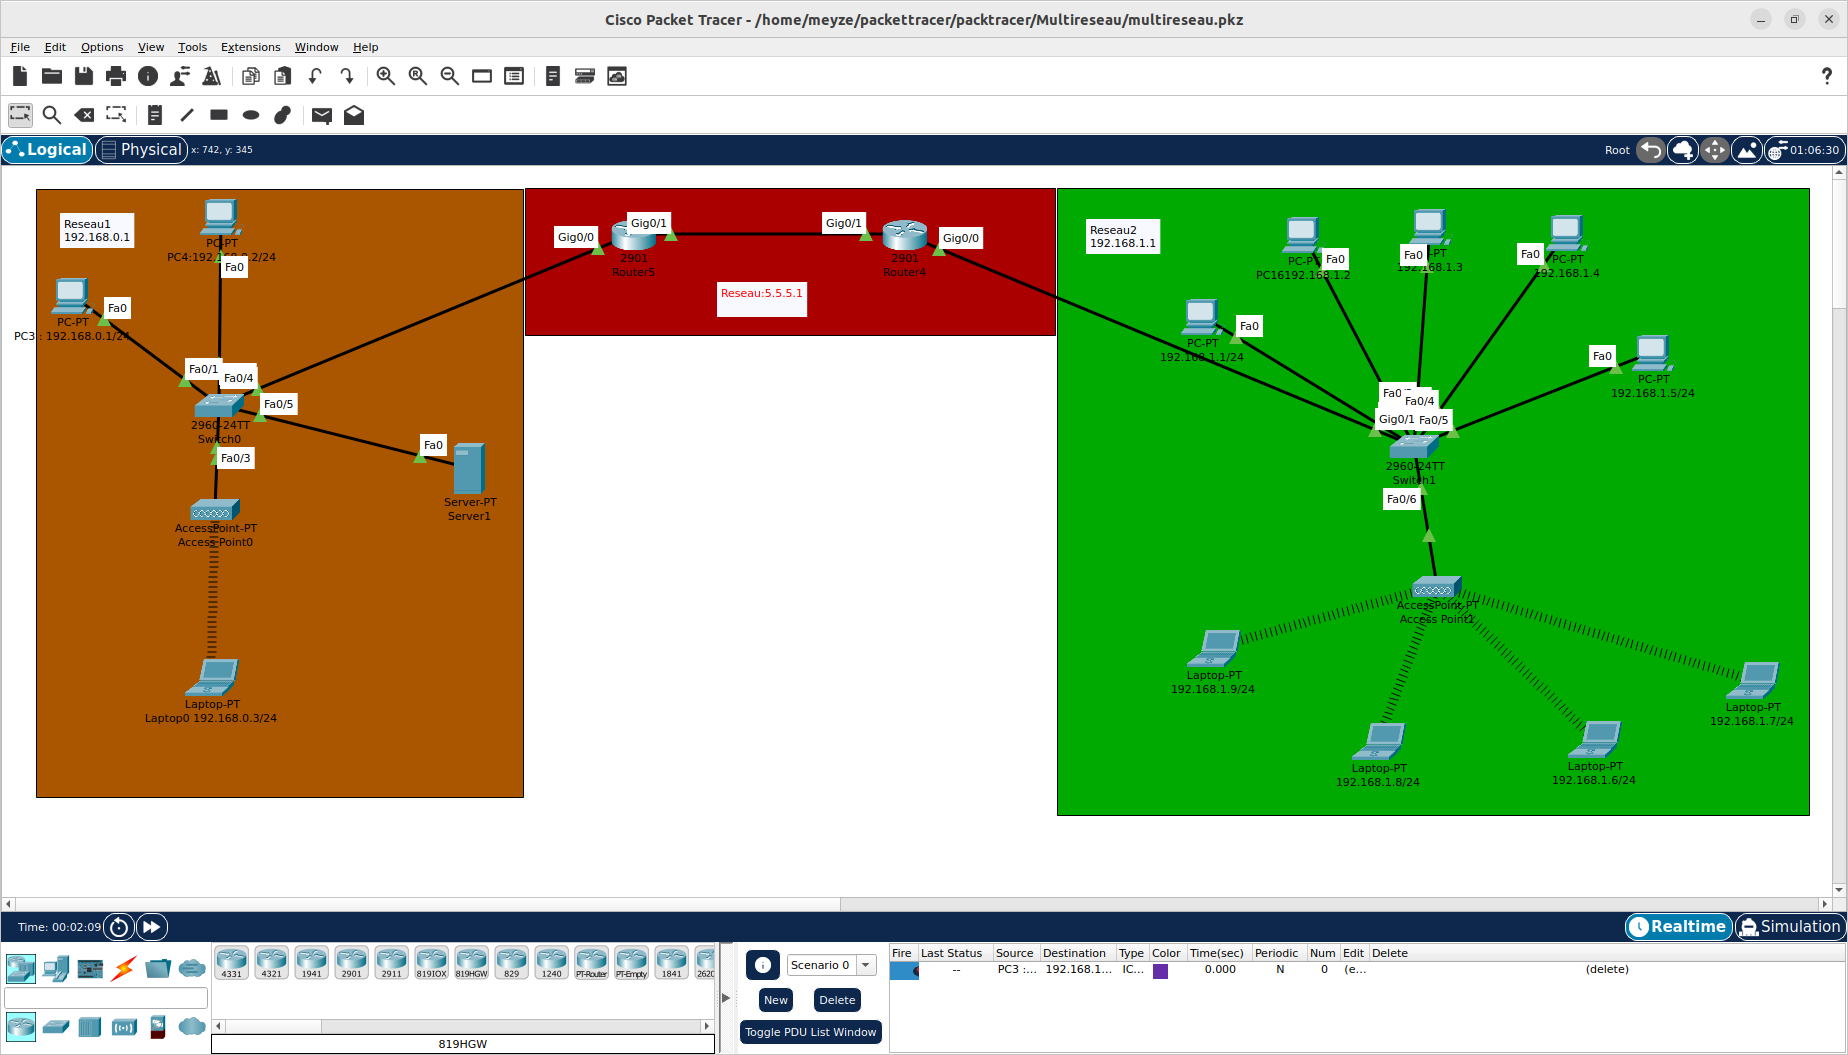 Cisco Packet Tracer - /home/meyze/packettracer/packtracer/Multireseau/multireseau.pkz
File Edit Options View Tools Extensions Window Help
Logical Physical x: 742, y: 345 Root 01:06:30
Reseau1
192.168.0.1
PC-PT
PC4:192.168.0.2/24
Fa0
PC-PT
PC3 : 192.168.0.1/24
Fa0
Fa0/1
Fa0/4
Fa0/5
2960-24TT
Switch0
Fa0/3
Fa0
Server-PT
Server1
AccessPoint-PT
Access Point0
Laptop-PT
Laptop0 192.168.0.3/24
Gig0/0
Gig0/1
2901
Router5
Gig0/1
Gig0/0
2901
Router4
Reseau:5.5.5.1
Reseau2
192.168.1.1
PC-PT
PC16192.168.1.2
Fa0
Fa0
-PT
192.168.1.3
Fa0
PC-PT
192.168.1.4
Fa0
PC-PT
192.168.1.1/24
Fa0
PC-PT
192.168.1.5/24
Fa0/
Fa0/4
Gig0/1
Fa0/5
2960-24TT
Switch1
Fa0/6
AccessPoint-PT
Access Point1
Laptop-PT
192.168.1.9/24
Laptop-PT
192.168.1.8/24
Laptop-PT
192.168.1.6/24
Laptop-PT
192.168.1.7/24
Time: 00:02:09 Realtime Simulation
4331 4321 1941 2901 2911 819IOX 819HGW 829 1240 PT-Router PT-Empty 1841 2620
819HGW
Scenario 0
New Delete
Toggle PDU List Window
Fire Last Status Source Destination Type Color Time(sec) Periodic Num Edit Delete
-- PC3 :... 192.168.1... IC... 0.000 N 0 (e... (delete)